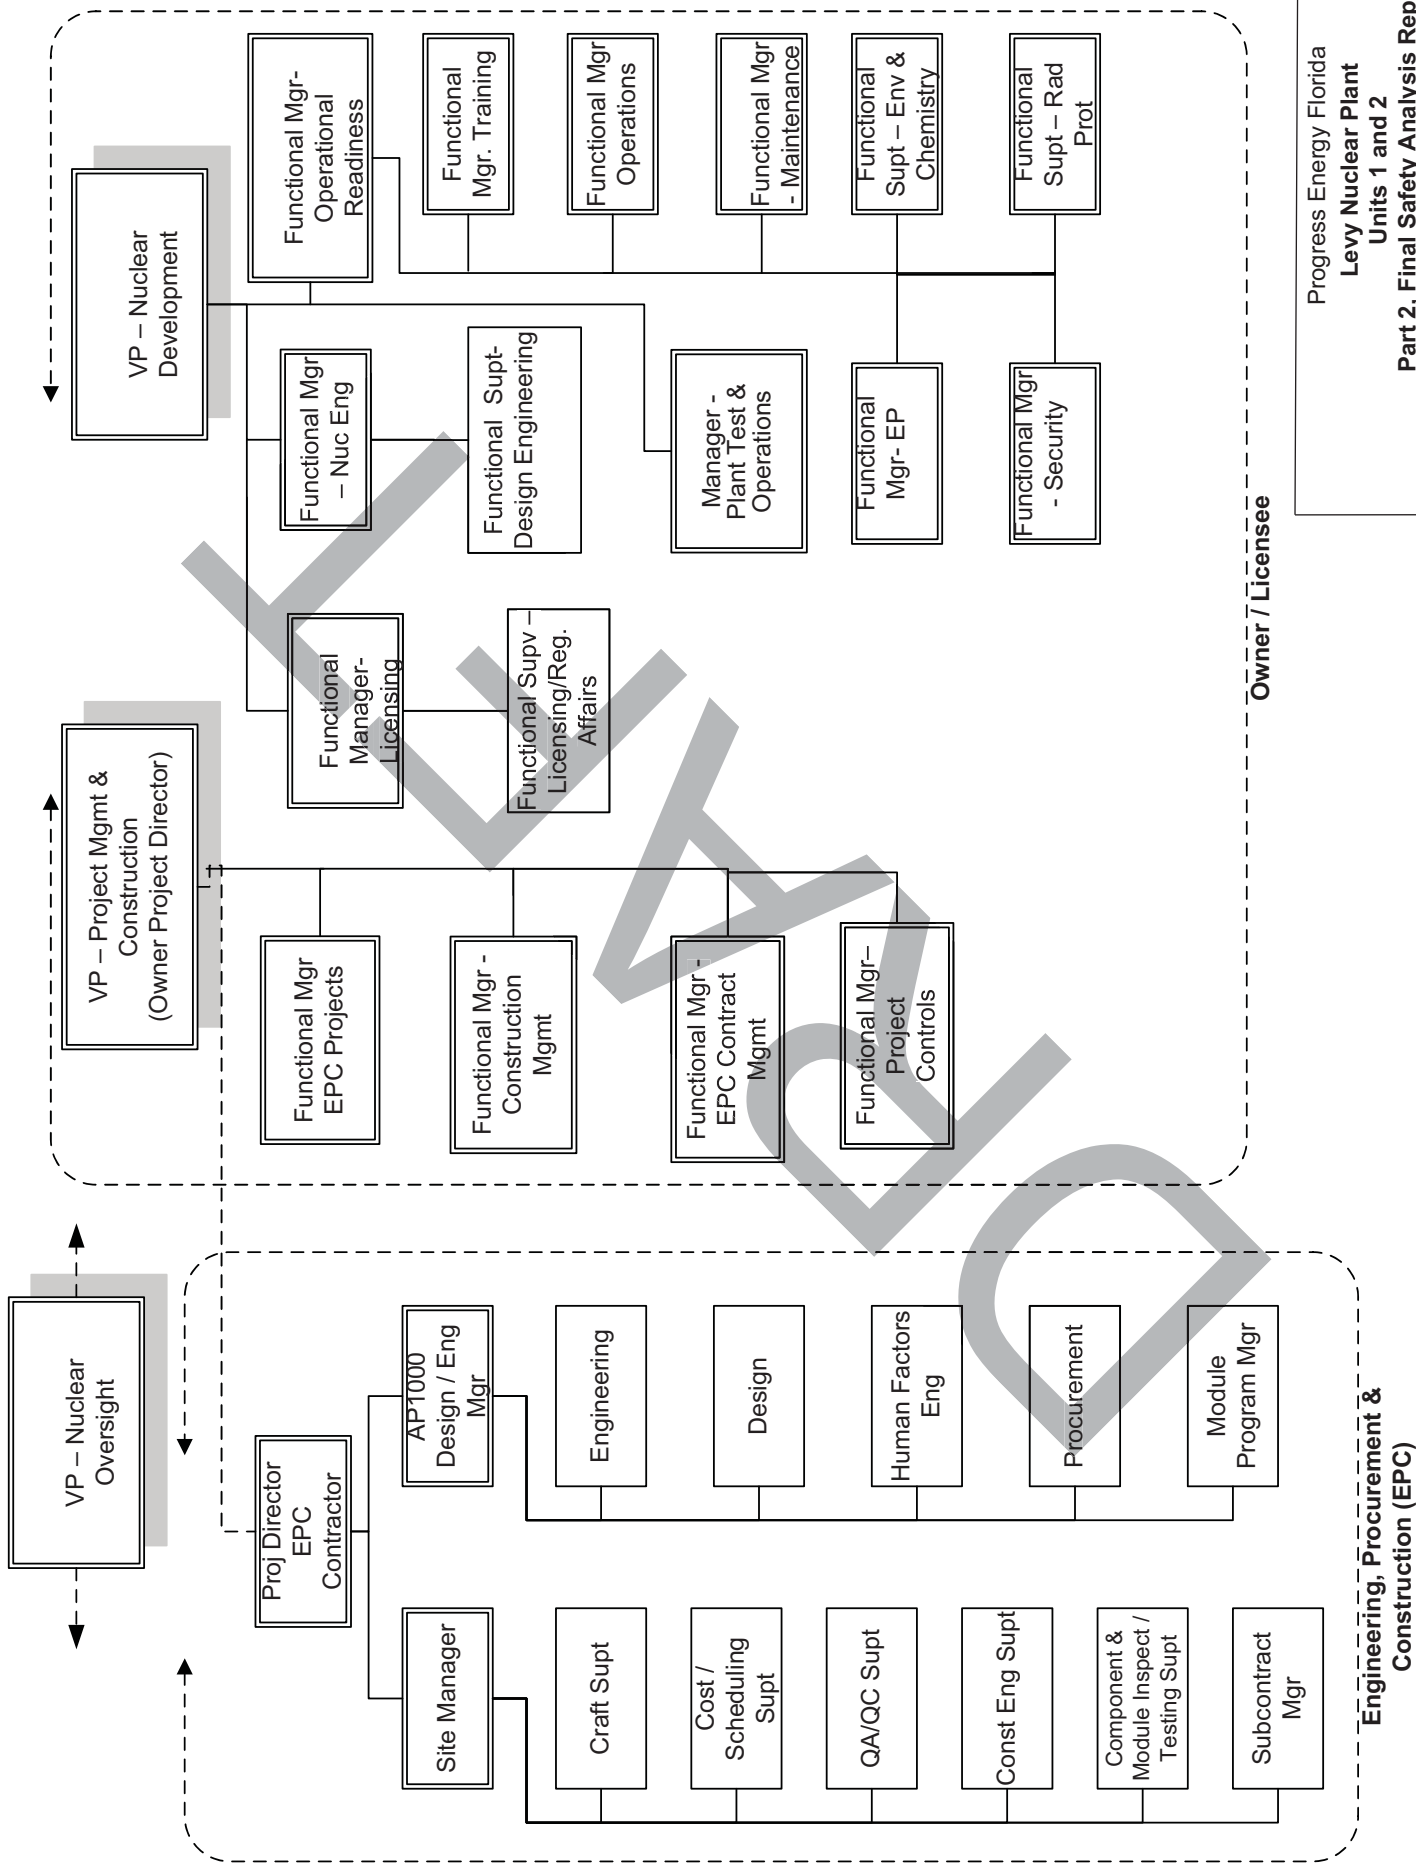 VP – Nuclear
Oversight
VP – Project Mgmt &
Construction
(Owner Project Director)
VP – Nuclear
Development
Proj Director
EPC
Contractor
Site Manager
Craft Supt
Cost /
Scheduling
Supt
QA/QC Supt
Const Eng Supt
Component &
Module Inspect /
Testing Supt
Subcontract
Mgr
AP1000
Design / Eng
Mgr
Engineering
Design
Human Factors
Eng
Procurement
Module
Program Mgr
Engineering, Procurement &
Construction (EPC)
Functional Mgr
EPC Projects
Functional Mgr -
Construction
Mgmt
Functional Mgr -
EPC Contract
Mgmt
Functional Mgr–
Project
Controls
Functional
Manager-
Licensing
Functional Supv –
Licensing/Reg.
Affairs
Functional Mgr
– Nuc Eng
Functional Supt-
Design Engineering
Manager -
Plant Test &
Operations
Functional Mgr-
Operational
Readiness
Functional
Mgr. Training
Functional Mgr
Operations
Functional Mgr
- Maintenance
Functional
Supt – Env &
Chemistry
Functional
Supt – Rad
Prot
Functional
Mgr- EP
Functional Mgr
- Security
Owner / Licensee
Progress Energy Florida
Levy Nuclear Plant
Units 1 and 2
Part 2, Final Safety Analysis Rep
DRAFT